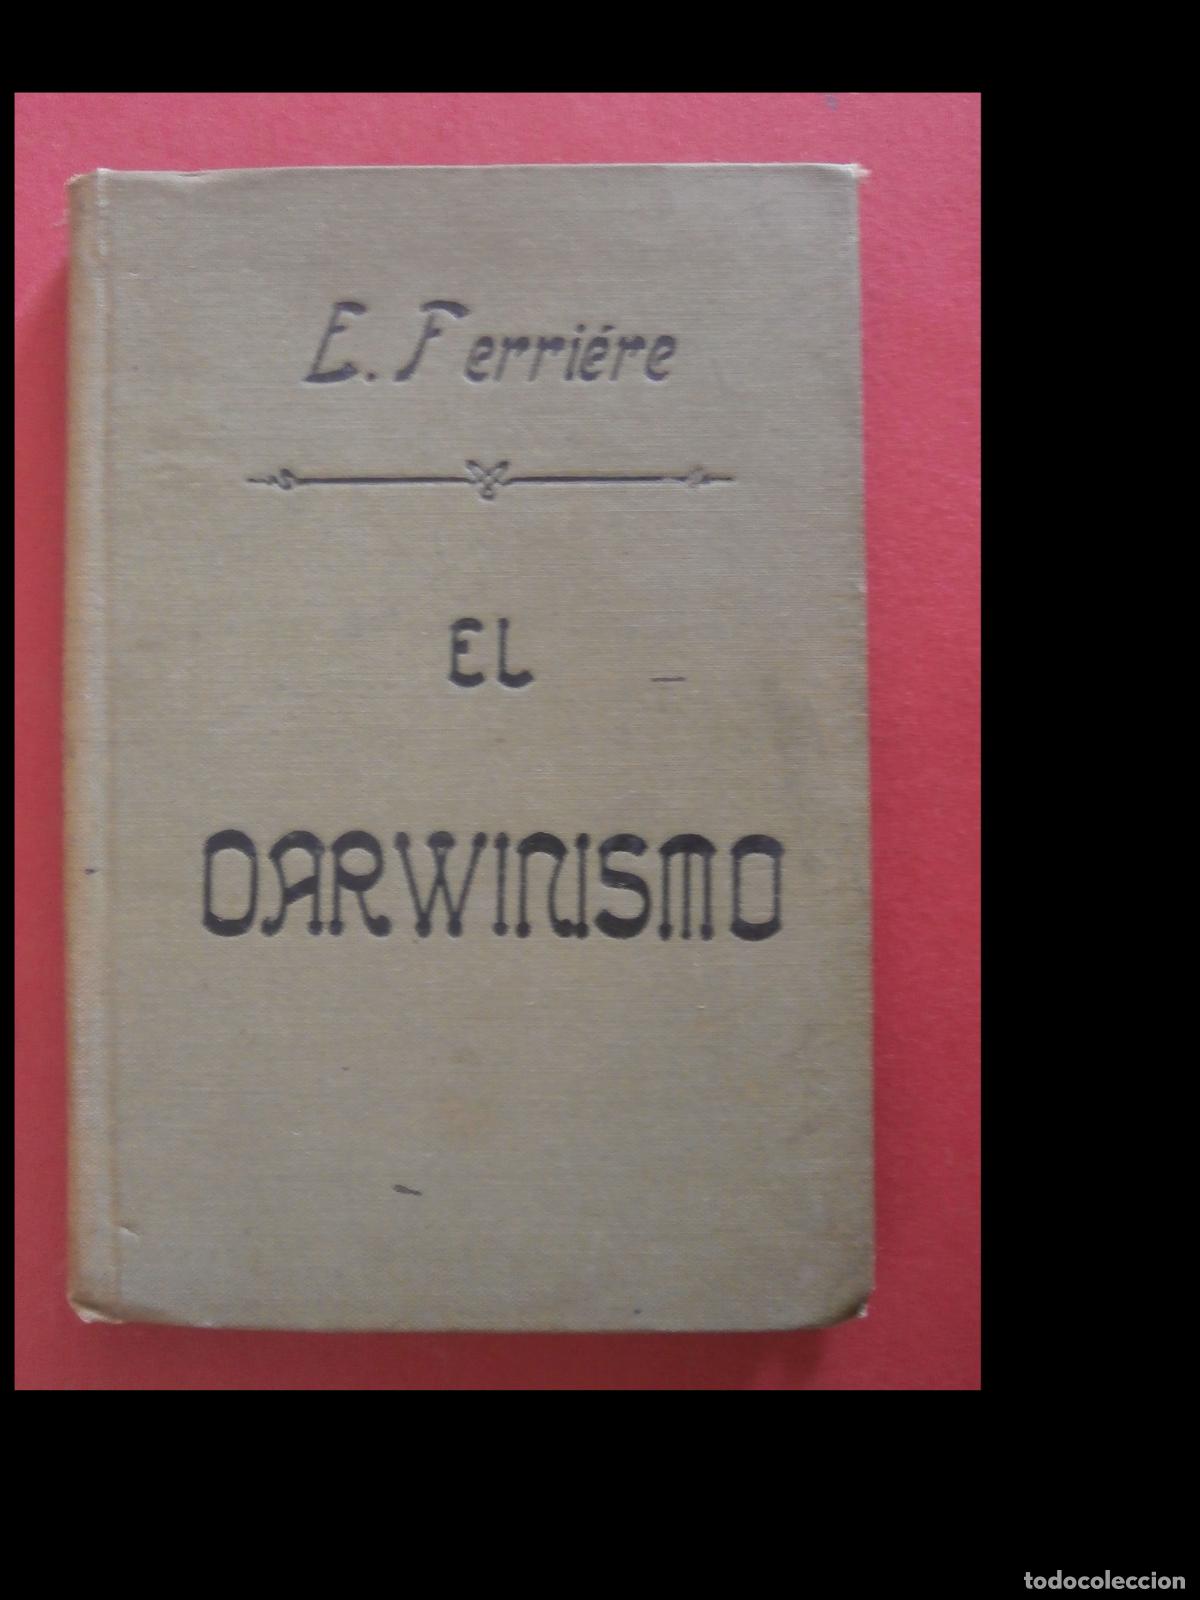 E. Ferriére
EL
DARWINISMO
todocoleccion